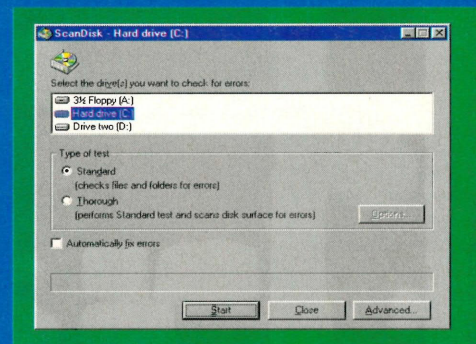 ScanDisk - Hard drive (C:)
Select the drive(s) you want to check for errors:
3½ Floppy (A:)
Hard drive (C:)
Drive two (D:)
Type of test
Standard
(checks files and folders for errors)
Thorough
(performs Standard test and scans disk surface for errors)
Options...
Automatically fix errors
Start
Close
Advanced...